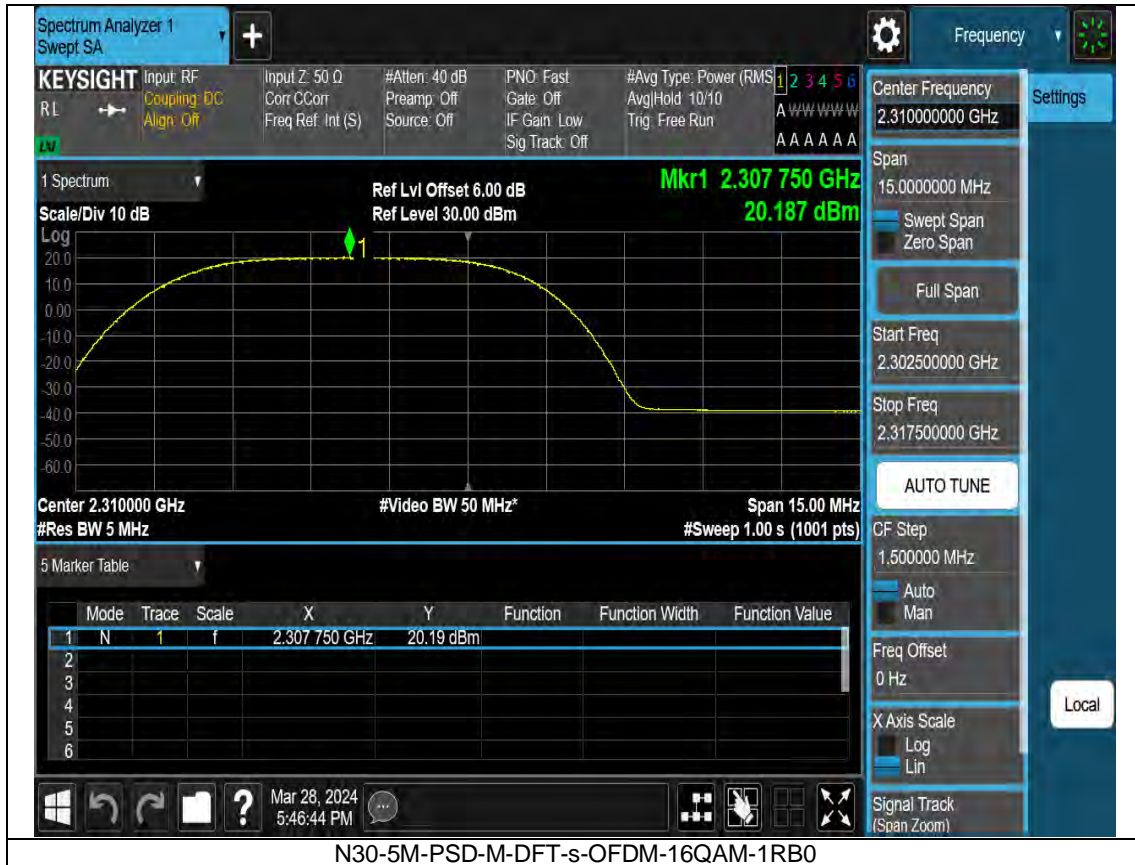 Spectrum Analyzer 1
Swept SA
Frequency
KEYSIGHT
RL
LV
Input: RF
Coupling: DC
Align: Off
Input Z: 50 Ω
Corr CCorr
Freq Ref: Int (S)
#Atten: 40 dB
Preamp: Off
Source: Off
PNO: Fast
Gate: Off
IF Gain: Low
Sig Track: Off
#Avg Type: Power (RMS
Avg|Hold: 10/10
Trig: Free Run
1 2 3 4 5 6
A W W W W W
A A A A A A
1 Spectrum
Scale/Div 10 dB
Ref Lvl Offset 6.00 dB
Ref Level 30.00 dBm
Mkr1 2.307 750 GHz
20.187 dBm
Log
1
20.0
10.0
0.00
-10.0
-20.0
-30.0
-40.0
-50.0
-60.0
Center 2.310000 GHz
#Res BW 5 MHz
#Video BW 50 MHz*
Span 15.00 MHz
#Sweep 1.00 s (1001 pts)
5 Marker Table
Mode Trace Scale X Y Function Function Width Function Value
1 N 1 f 2.307 750 GHz 20.19 dBm
2
3
4
5
6
Mar 28, 2024
5:46:44 PM
Center Frequency
2.310000000 GHz
Settings
Span
15.0000000 MHz
Swept Span
Zero Span
Full Span
Start Freq
2.302500000 GHz
Stop Freq
2.317500000 GHz
AUTO TUNE
CF Step
1.500000 MHz
Auto
Man
Freq Offset
0 Hz
Local
X Axis Scale
Log
Lin
Signal Track
(Span Zoom)
N30-5M-PSD-M-DFT-s-OFDM-16QAM-1RB0